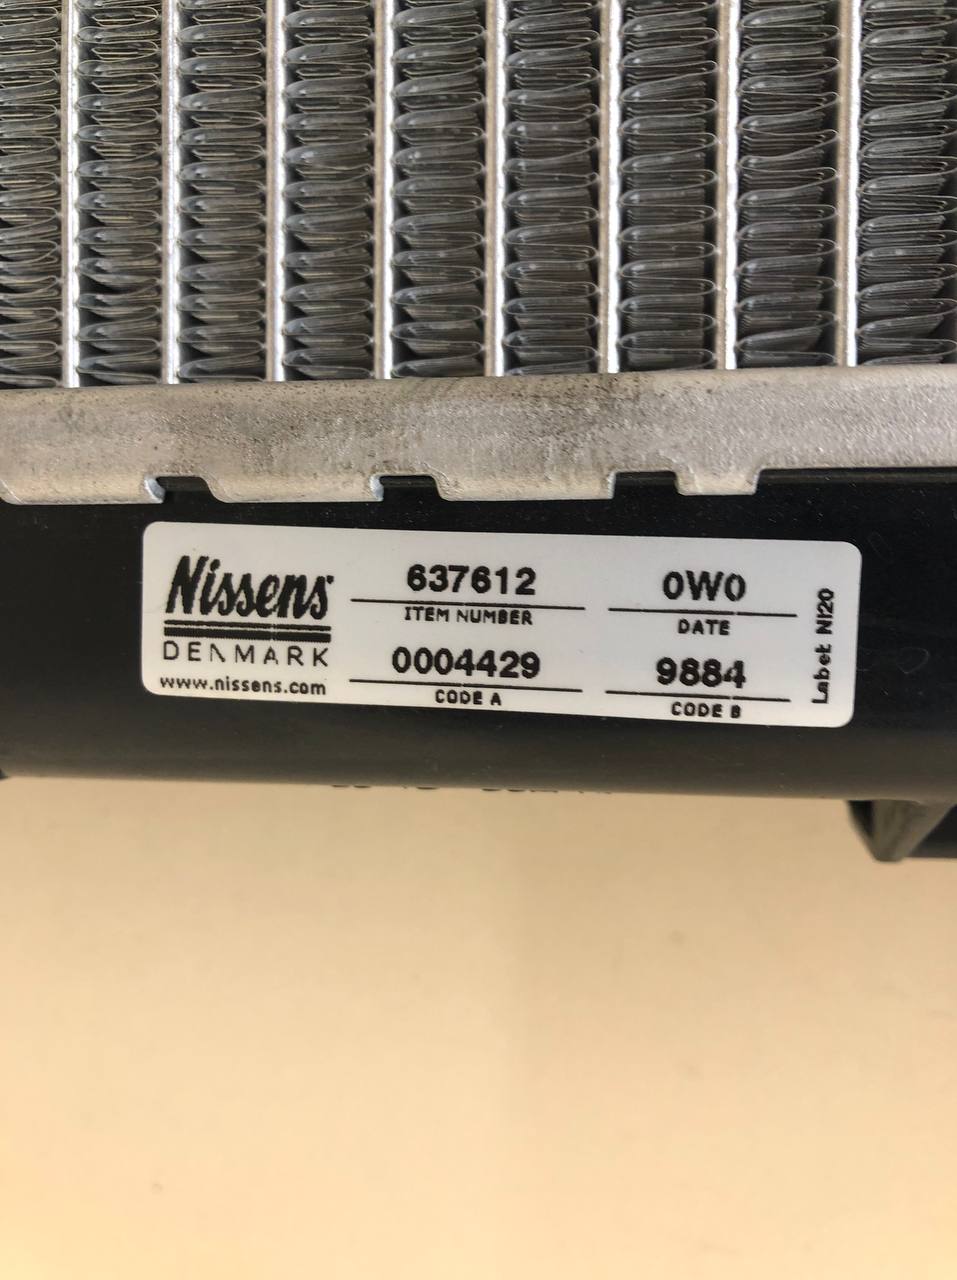 Nissens
DENMARK
www.nissens.com
637612
ITEM NUMBER
0004429
CODE A
0W0
DATE
9884
CODE B
Label NI20